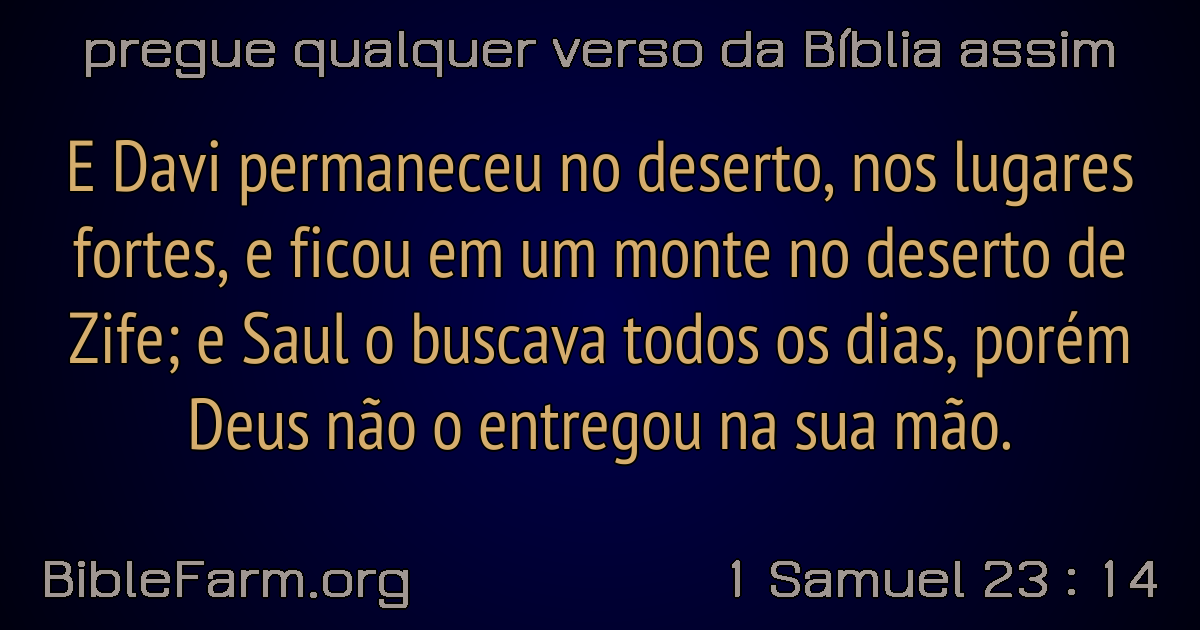 pregue qualquer verso da Bíblia assim
E Davi permaneceu no deserto, nos lugares
fortes, e ficou em um monte no deserto de
Zife; e Saul o buscava todos os dias, porém
Deus não o entregou na sua mão.
BibleFarm.org
1 Samuel 23 : 14